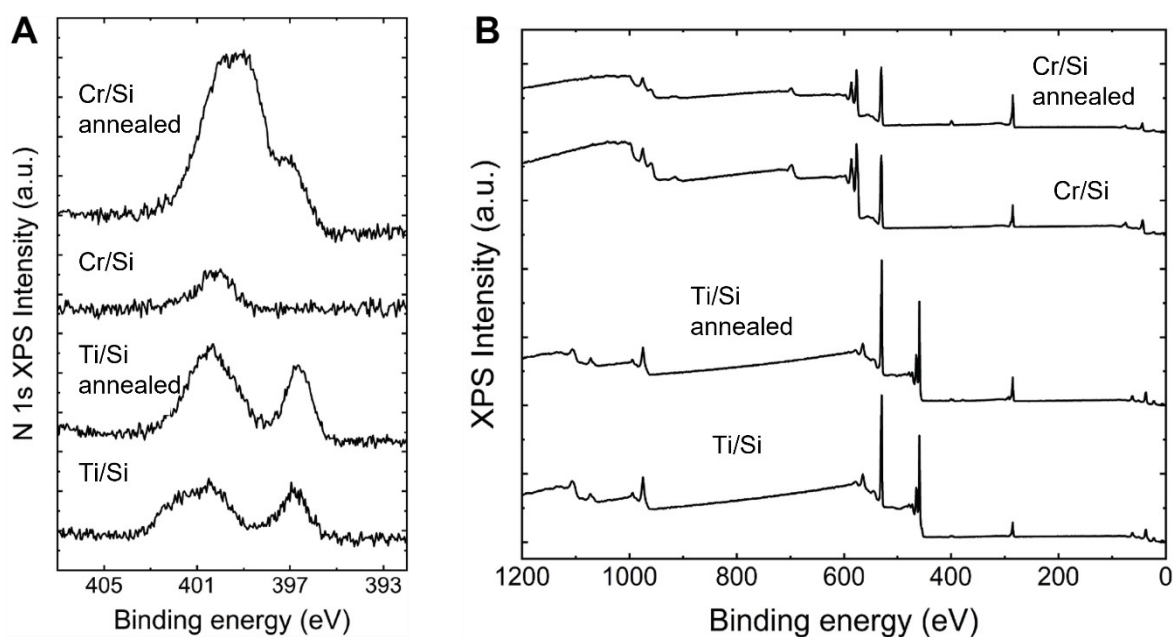 A
N 1s XPS Intensity (a.u.)
Cr/Si
annealed
Cr/Si
Ti/Si
annealed
Ti/Si
405
401
397
393
Binding energy (eV)
B
XPS Intensity (a.u.)
Cr/Si
annealed
Cr/Si
Ti/Si
annealed
Ti/Si
1200
1000
800
600
400
200
0
Binding energy (eV)